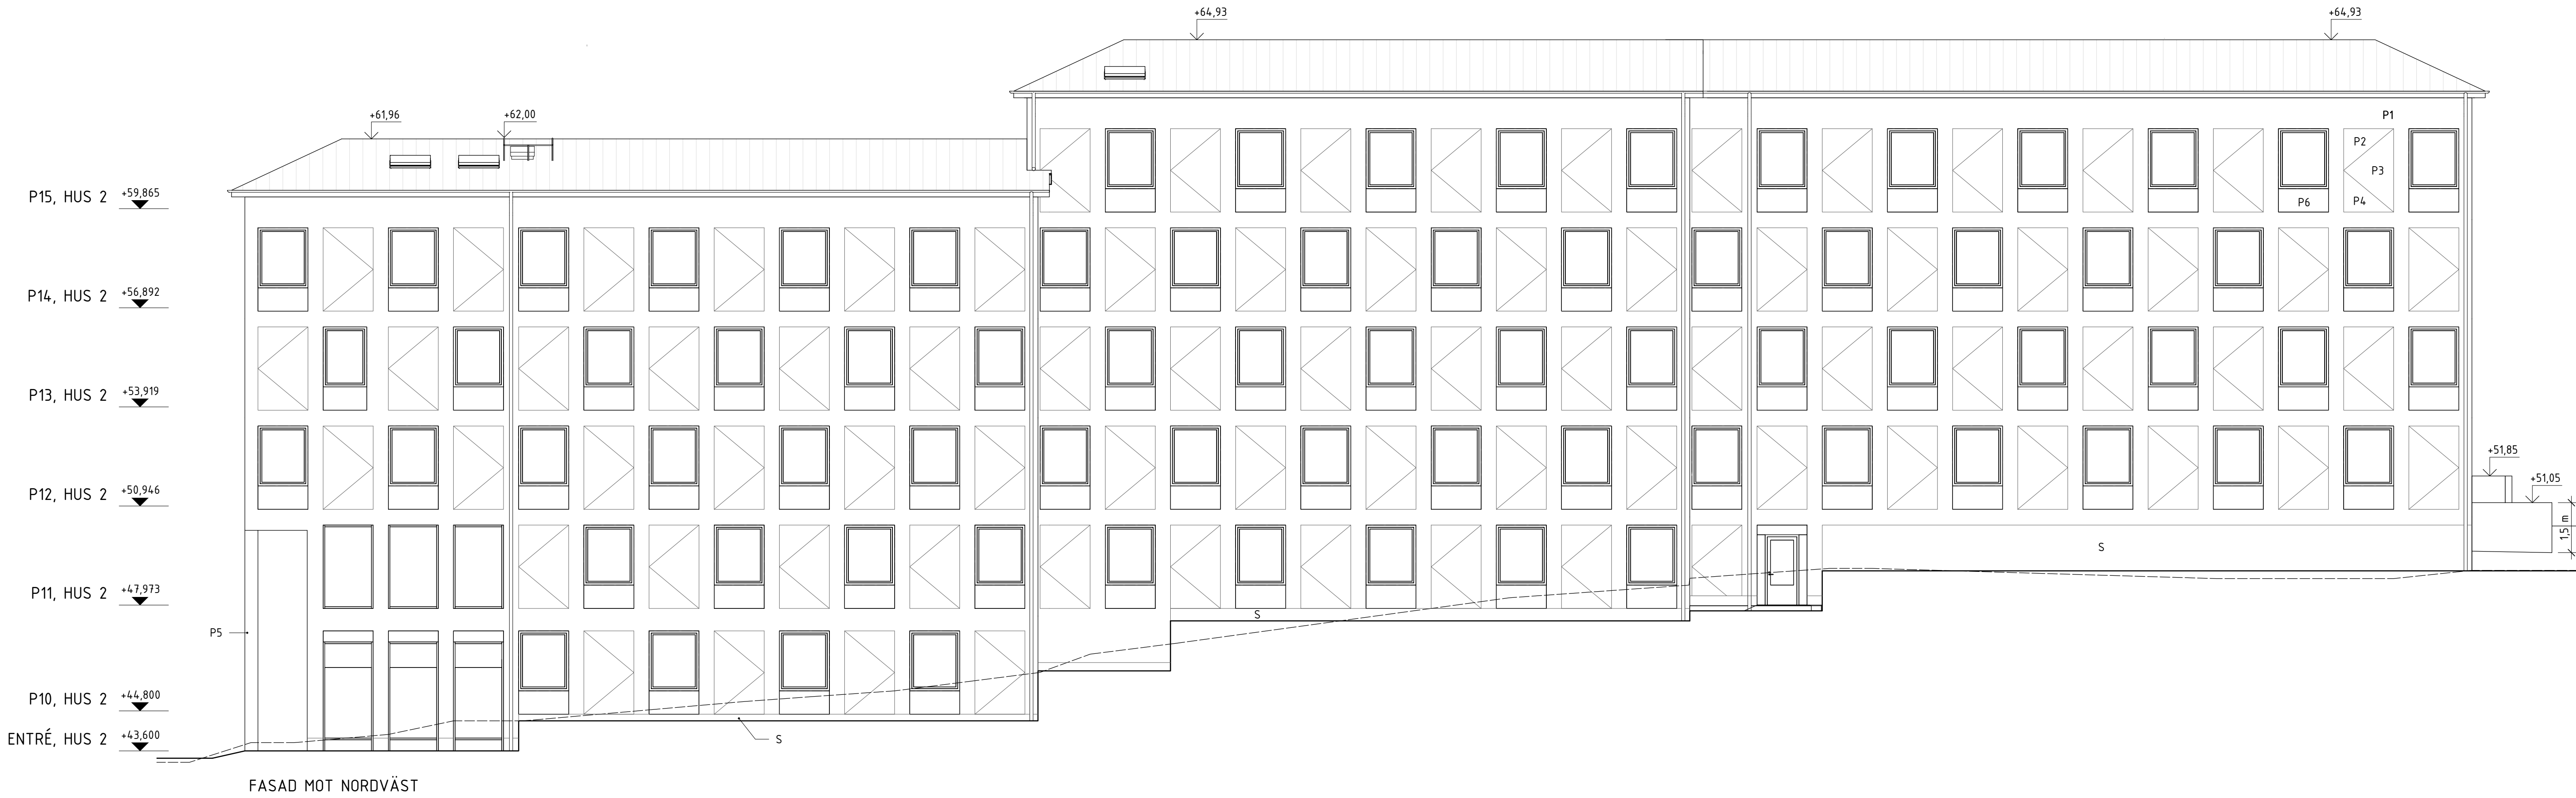 +64,93
+64,93
P1
+61,96
+62,00
P2
P3
P15, HUS 2 +59,865
P6
P4
P14, HUS 2 +56,892
P13, HUS 2 +53,919
+51,85
+51,05
P12, HUS 2 +50,946
1,5 m
S
P11, HUS 2 +47,973
S
P5
P10, HUS 2 +44,800
ENTRÉ, HUS 2 +43,600
S
FASAD MOT NORDVÄST